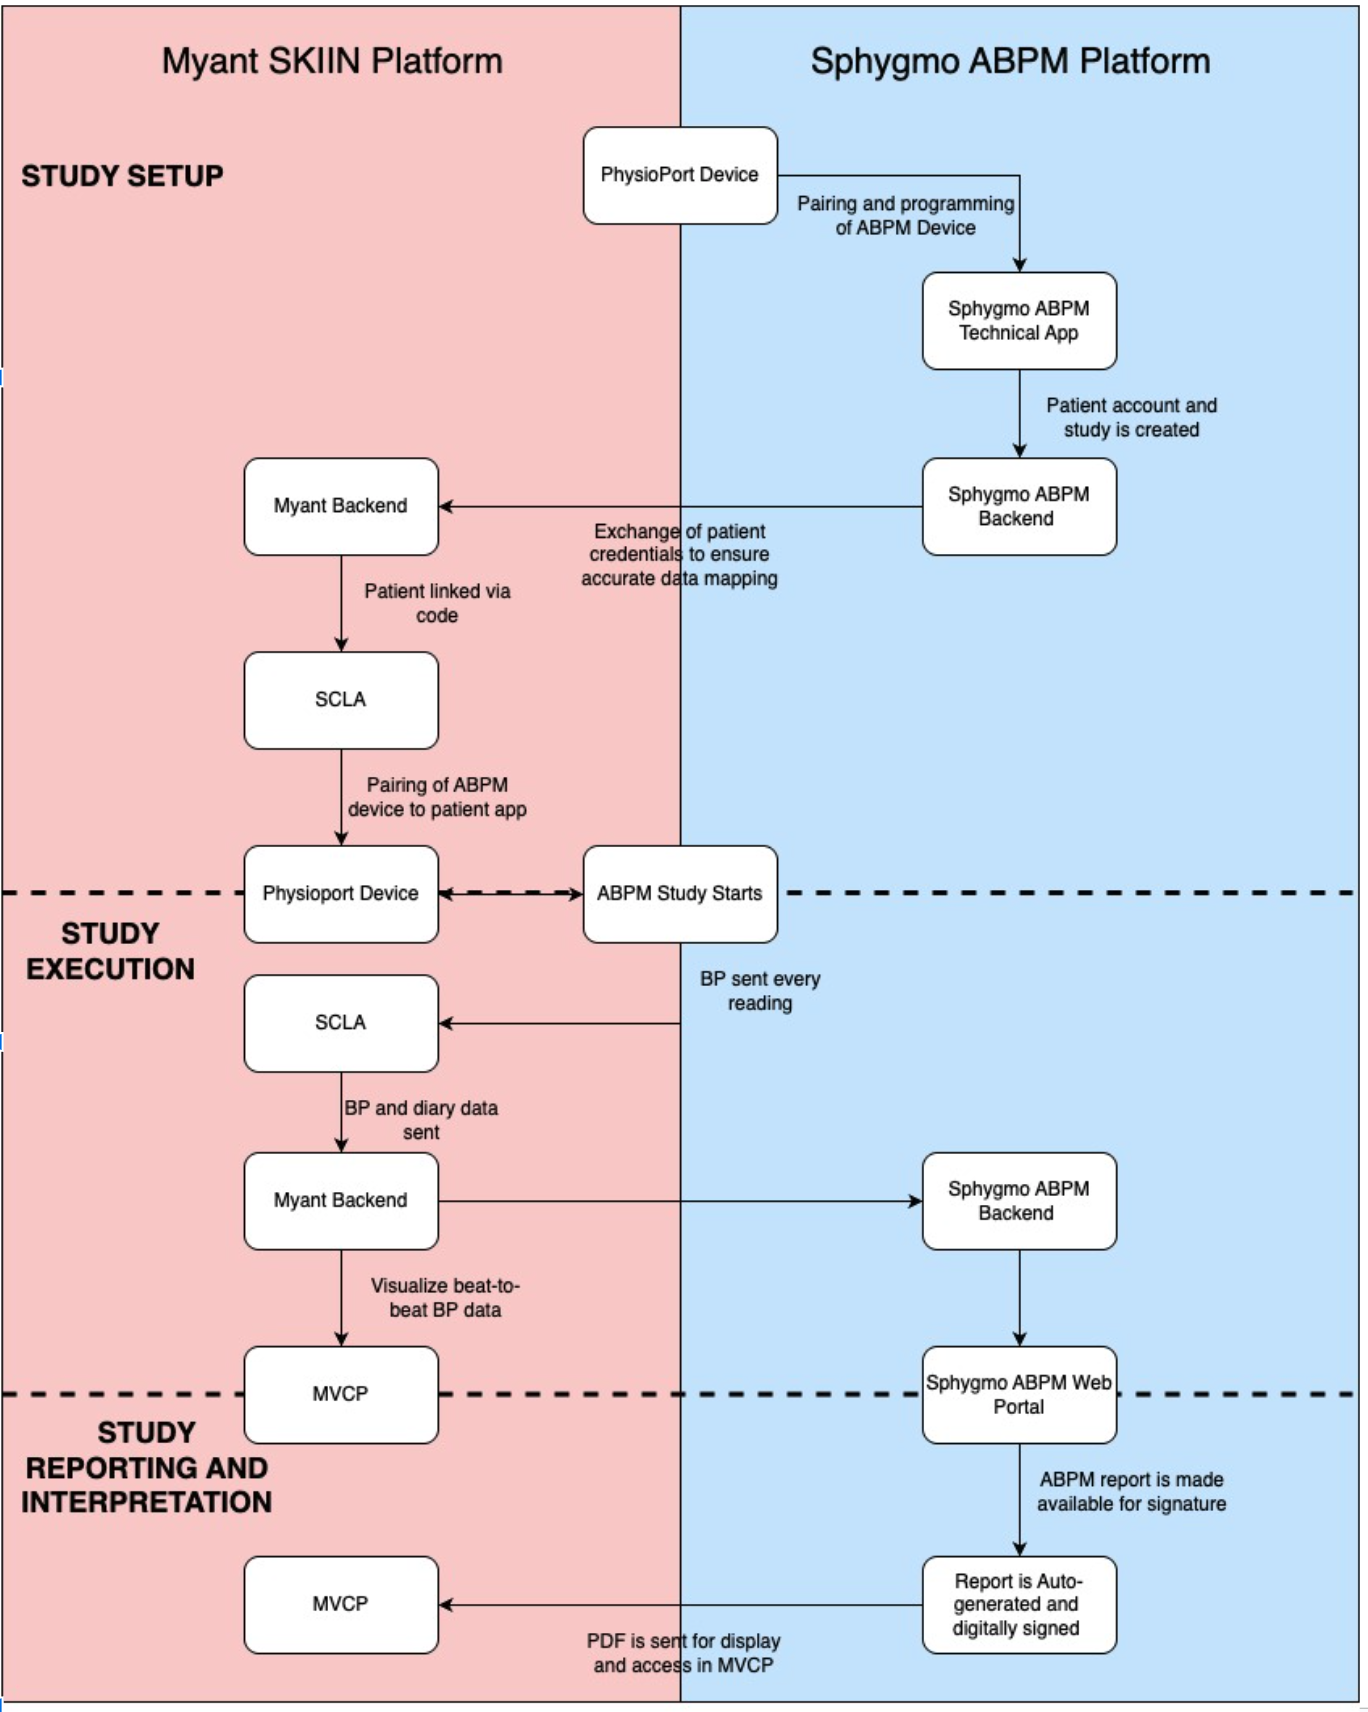 Myant SKIIN Platform
Sphygmo ABPM Platform
STUDY SETUP
PhysioPort Device
Pairing and programming
of ABPM Device
Sphygmo ABPM
Technical App
Patient account and
study is created
Myant Backend
Sphygmo ABPM
Backend
Exchange of patient
credentials to ensure
accurate data mapping
Patient linked via
code
SCLA
Pairing of ABPM
device to patient app
Physioport Device
ABPM Study Starts
STUDY
EXECUTION
BP sent every
reading
SCLA
BP and diary data
sent
Myant Backend
Sphygmo ABPM
Backend
Visualize beat-to-
beat BP data
MVCP
Sphygmo ABPM Web
Portal
STUDY
REPORTING AND
INTERPRETATION
ABPM report is made
available for signature
MVCP
Report is Auto-
generated and
digitally signed
PDF is sent for display
and access in MVCP